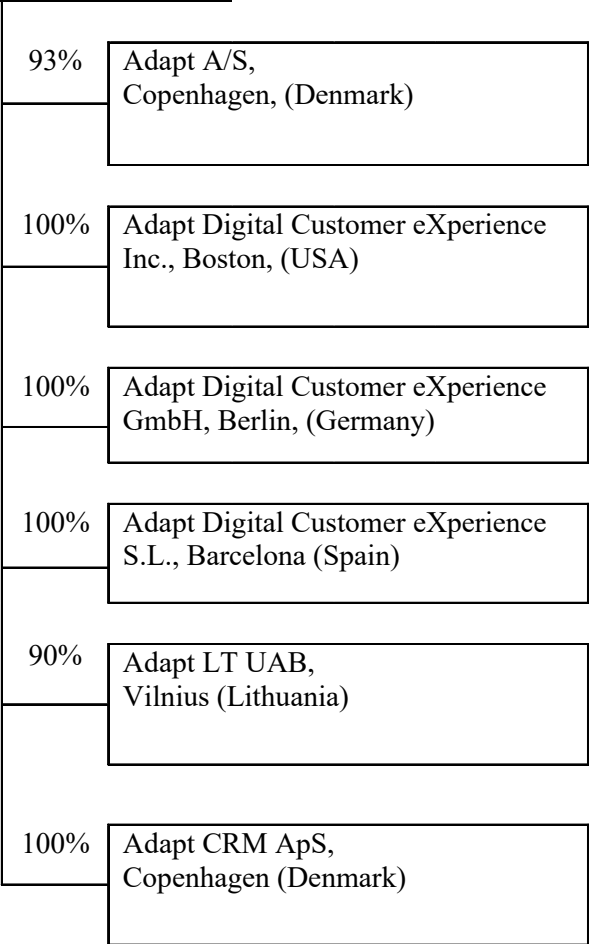 93%
Adapt A/S,
Copenhagen, (Denmark)
100%
Adapt Digital Customer eXperience
Inc., Boston, (USA)
100%
Adapt Digital Customer eXperience
GmbH, Berlin, (Germany)
100%
Adapt Digital Customer eXperience
S.L., Barcelona (Spain)
90%
Adapt LT UAB,
Vilnius (Lithuania)
100%
Adapt CRM ApS,
Copenhagen (Denmark)